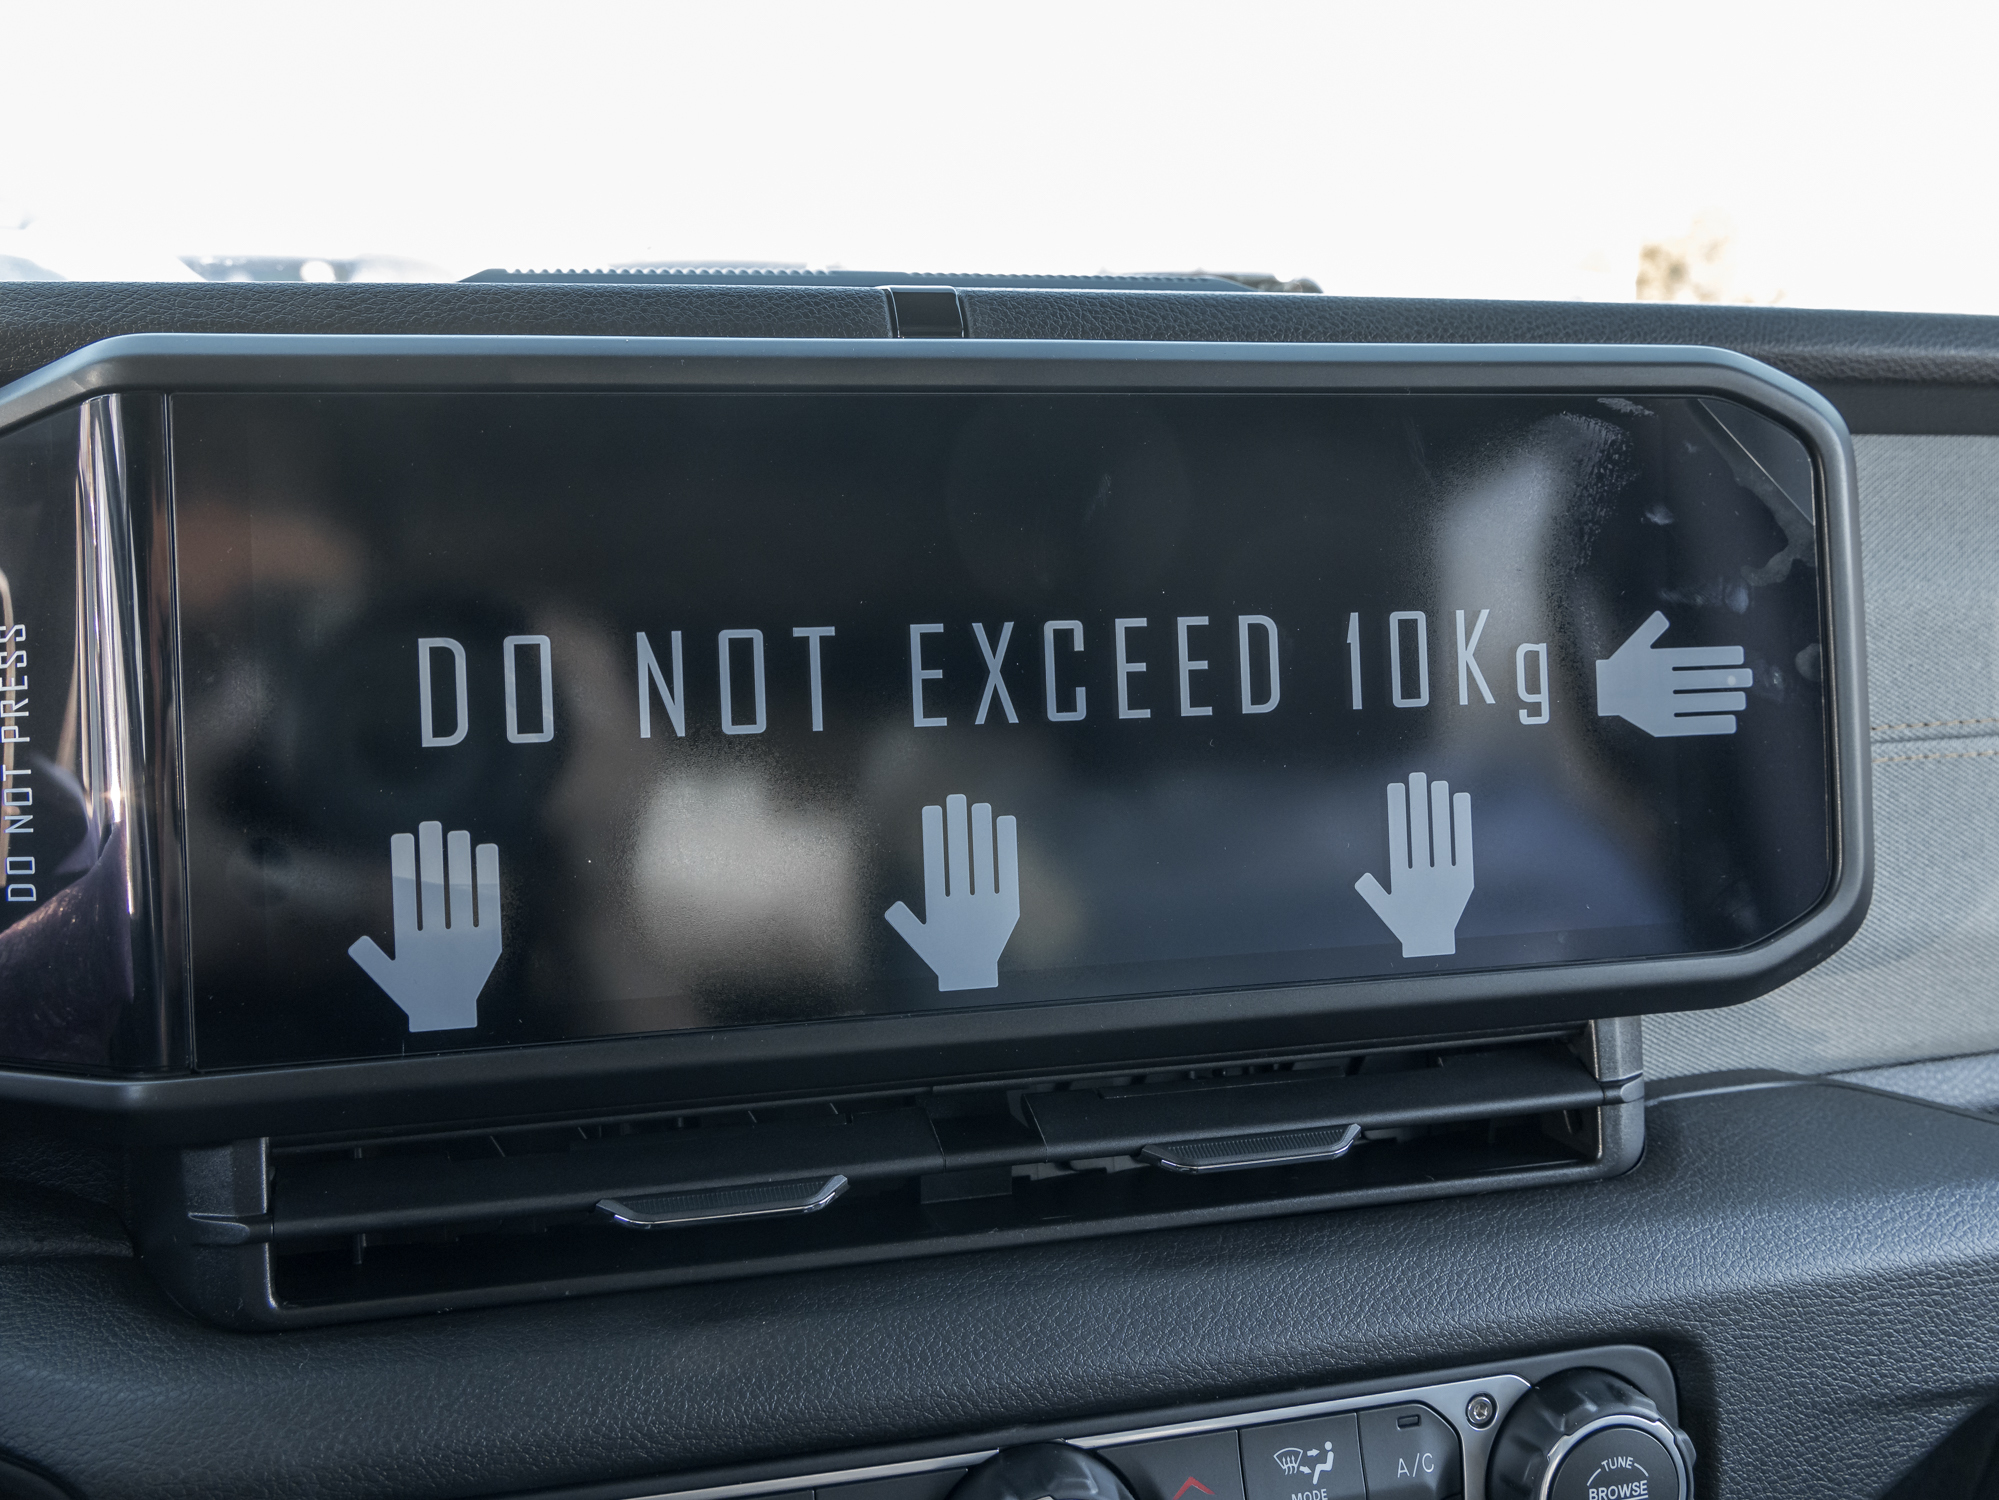 DO NOT PRESS
DO NOT EXCEED 10Kg
MODE
A/C
TUNE
BROWSE